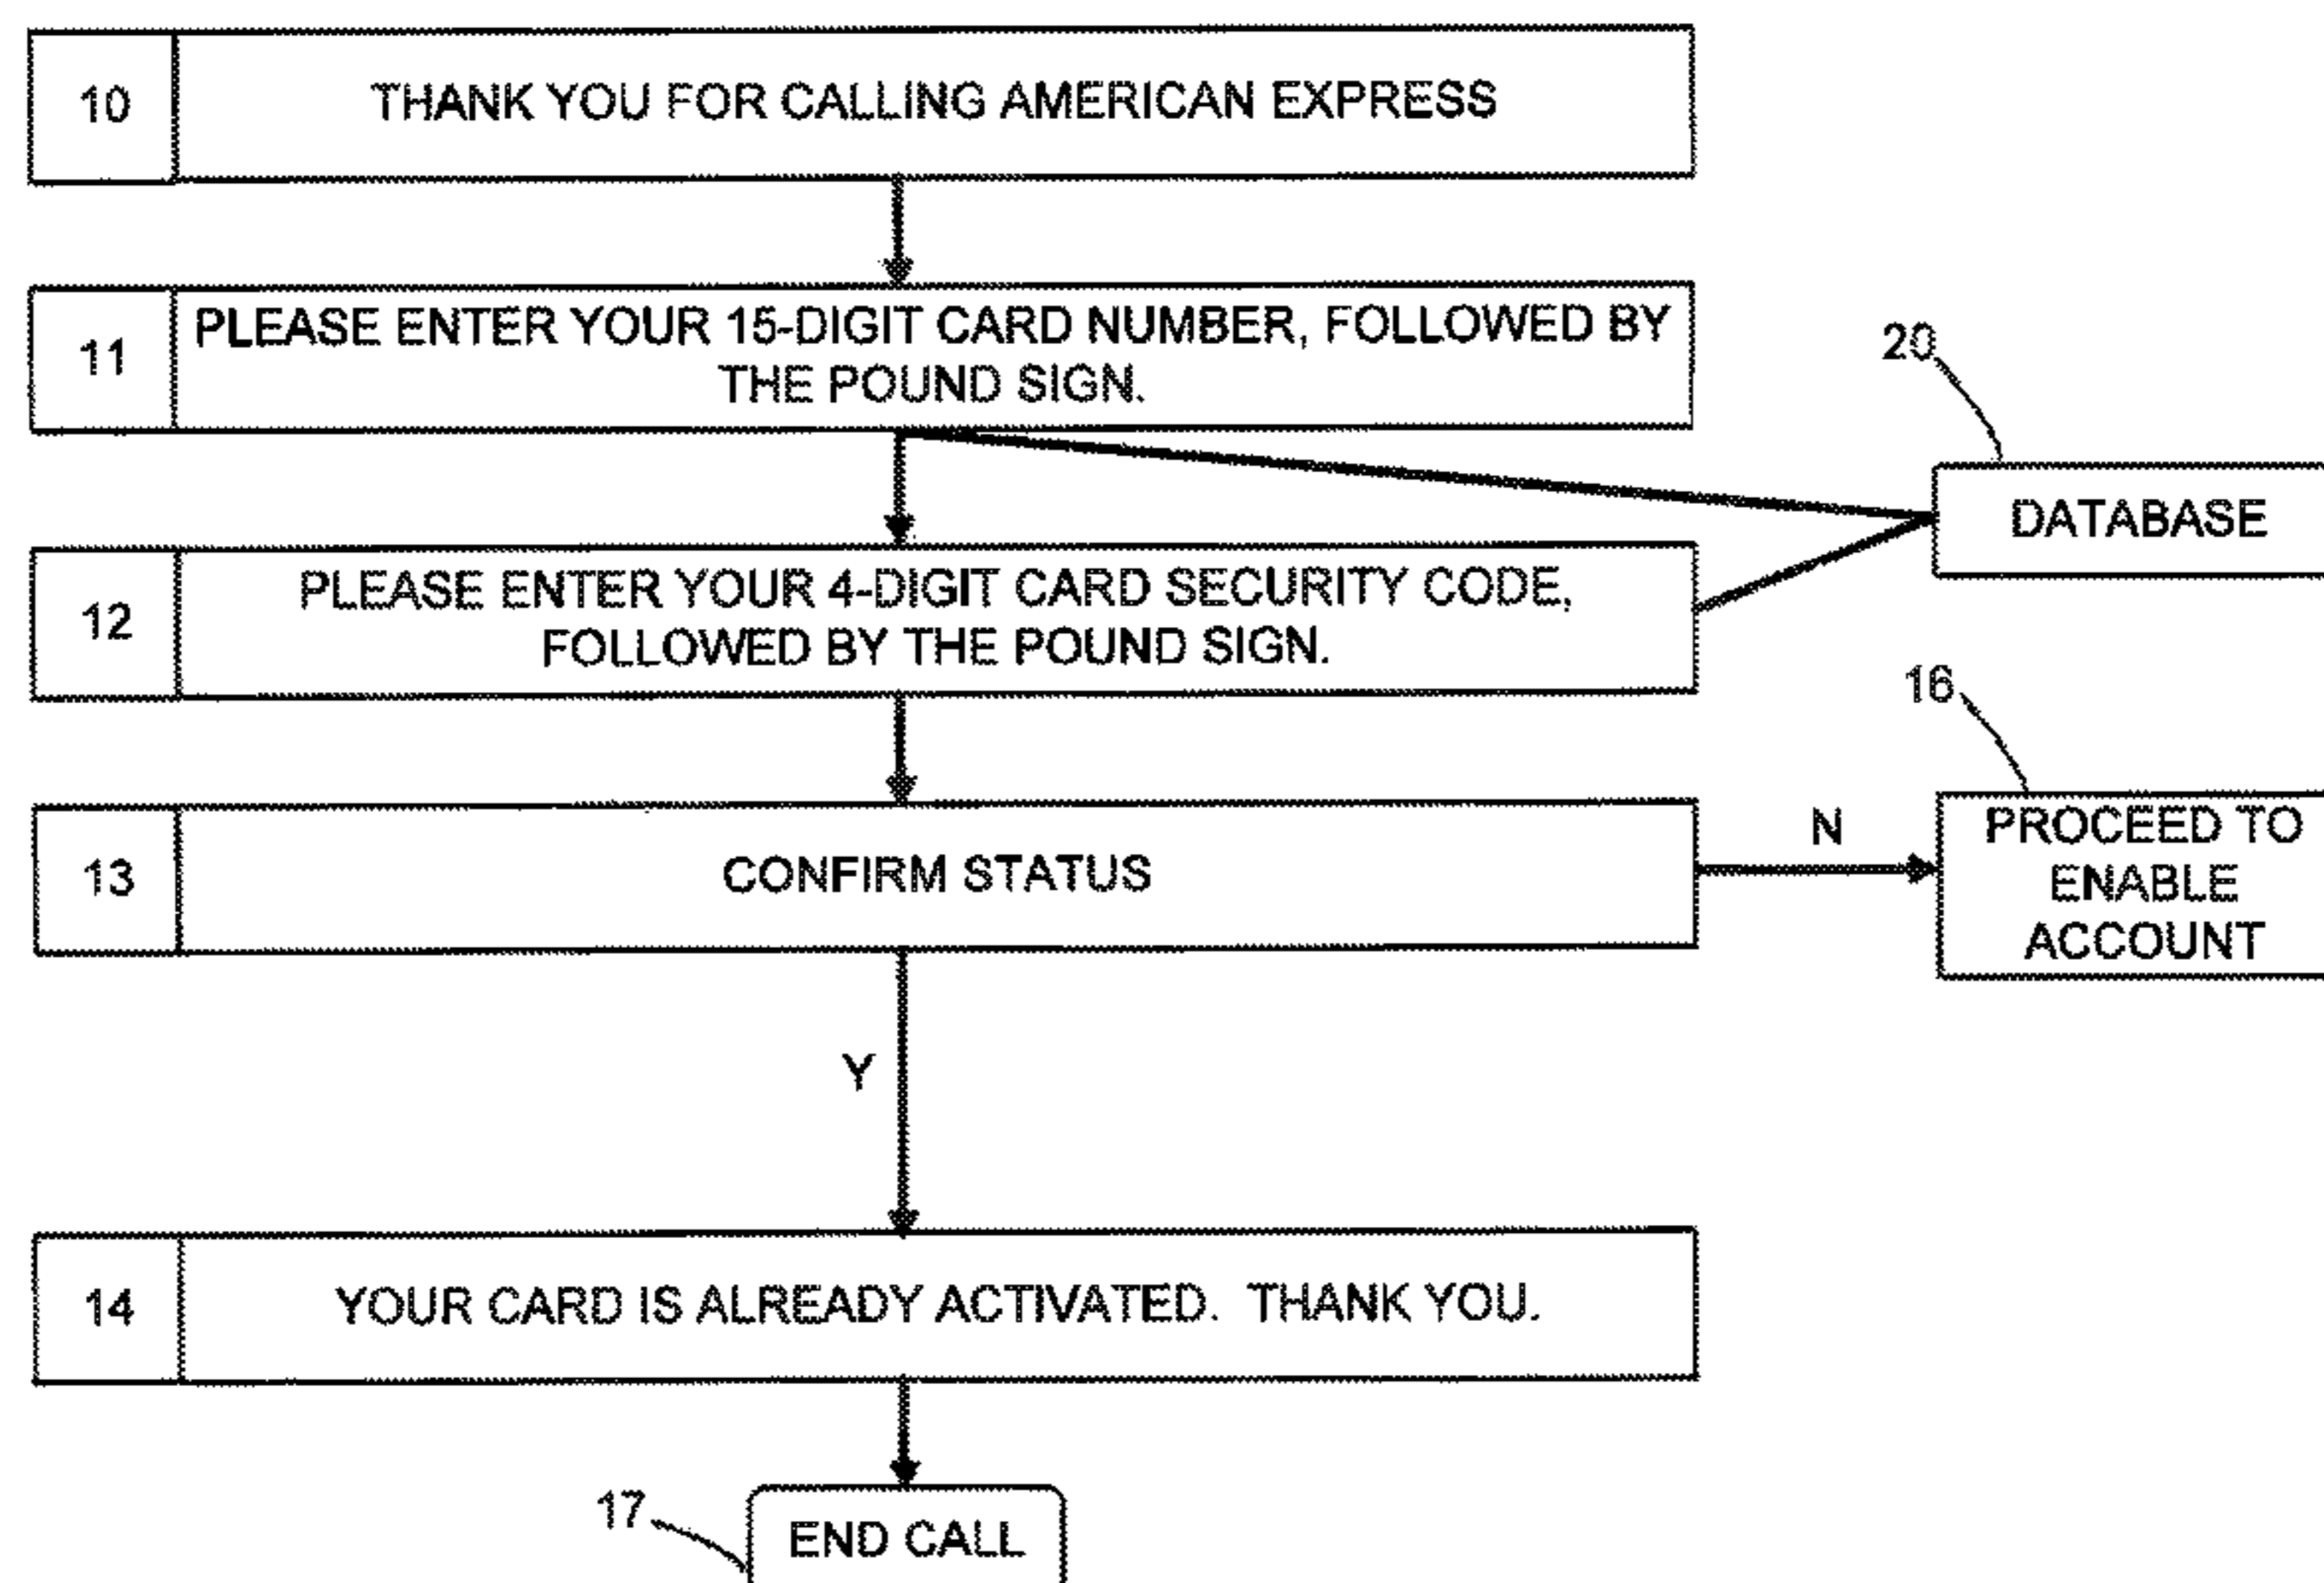 10
THANK YOU FOR CALLING AMERICAN EXPRESS
11
PLEASE ENTER YOUR 15-DIGIT CARD NUMBER, FOLLOWED BY
THE POUND SIGN.
20
DATABASE
12
PLEASE ENTER YOUR 4-DIGIT CARD SECURITY CODE,
FOLLOWED BY THE POUND SIGN.
16
13
CONFIRM STATUS
N
PROCEED TO
ENABLE
ACCOUNT
Y
14
YOUR CARD IS ALREADY ACTIVATED. THANK YOU.
17
END CALL